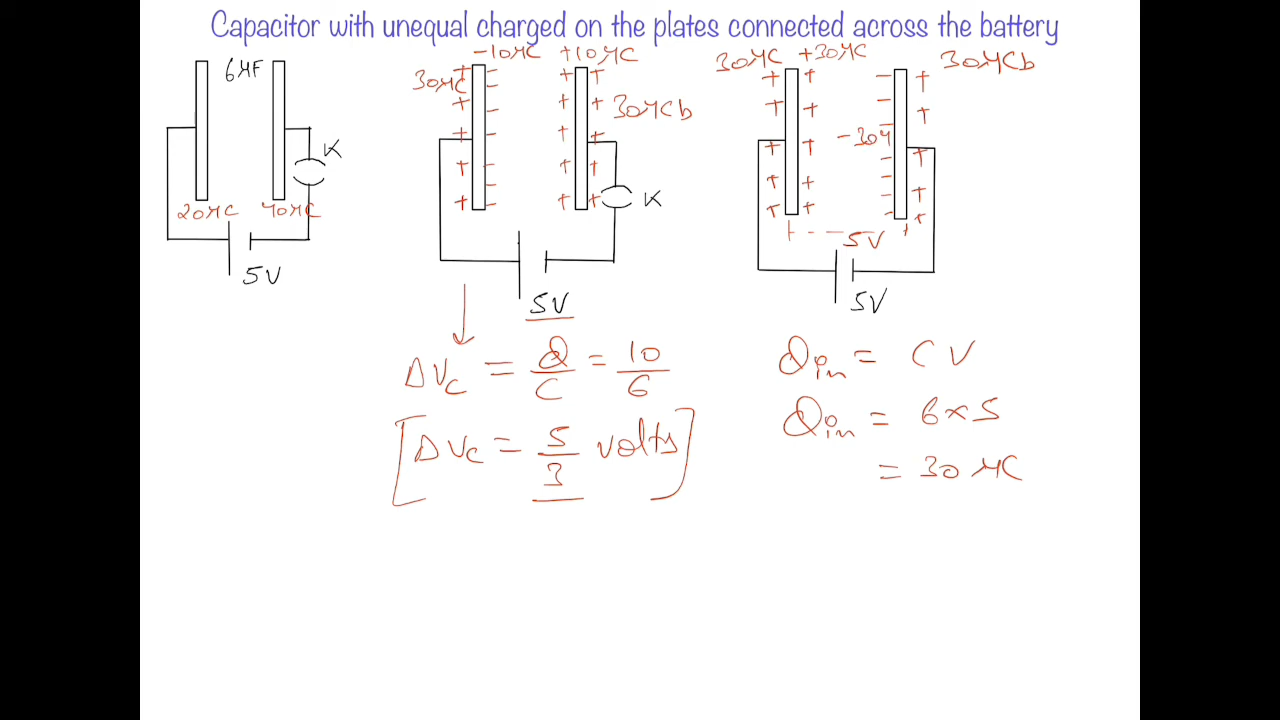 Capacitor with unequal charged on the plates connected across the battery
6μF
K
20μC 40μC
5V
-10μC +10μC
30μC
30μCb
K
5V
ΔVc = Q/C = 10/6
[ΔVc = 5/3 volts]
30μC +30μC
30μCb
-30μ
+ - - - 5V +
5V
Qin = CV
Qin = 6×5
= 30μC